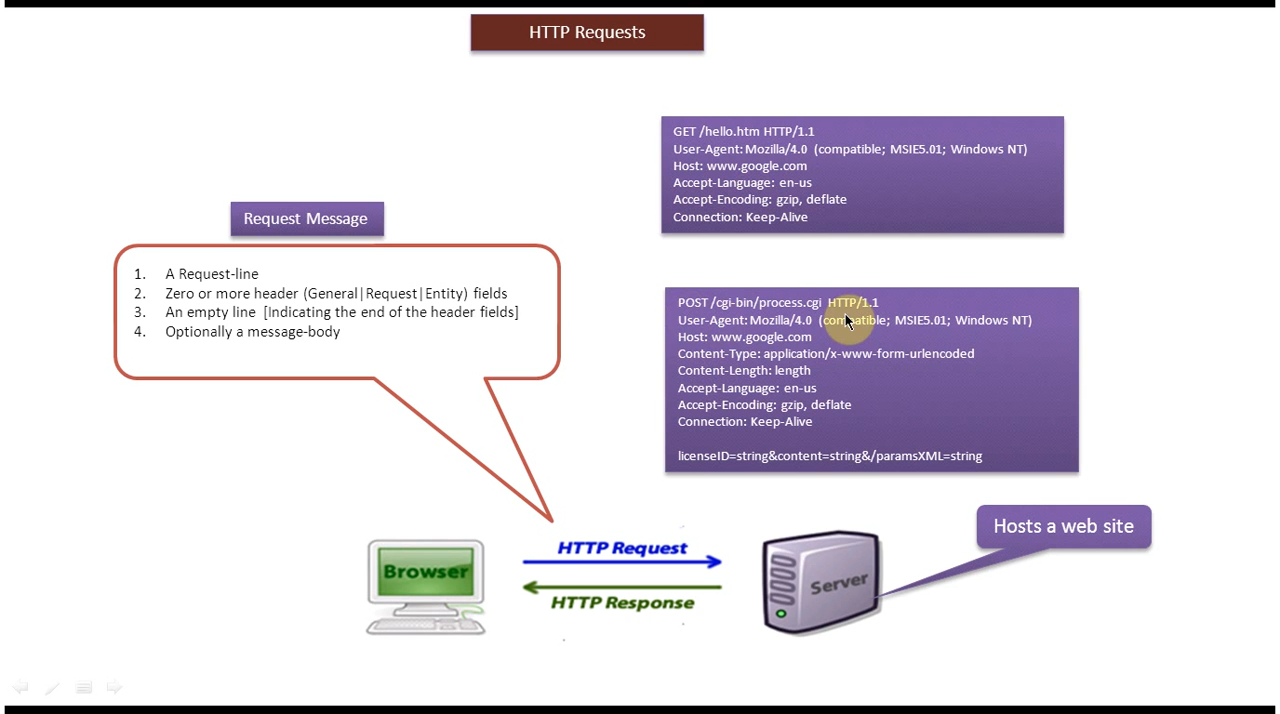 HTTP Requests
GET /hello.htm HTTP/1.1
User-Agent: Mozilla/4.0 (compatible; MSIE5.01; Windows NT)
Host: www.google.com
Accept-Language: en-us
Accept-Encoding: gzip, deflate
Connection: Keep-Alive
Request Message
1. A Request-line
2. Zero or more header (General|Request|Entity) fields
3. An empty line [Indicating the end of the header fields]
4. Optionally a message-body
POST /cgi-bin/process.cgi HTTP/1.1
User-Agent: Mozilla/4.0 (compatible; MSIE5.01; Windows NT)
Host: www.google.com
Content-Type: application/x-www-form-urlencoded
Content-Length: length
Accept-Language: en-us
Accept-Encoding: gzip, deflate
Connection: Keep-Alive
licenseID=string&content=string&/paramsXML=string
Hosts a web site
HTTP Request
Browser
Server
HTTP Response